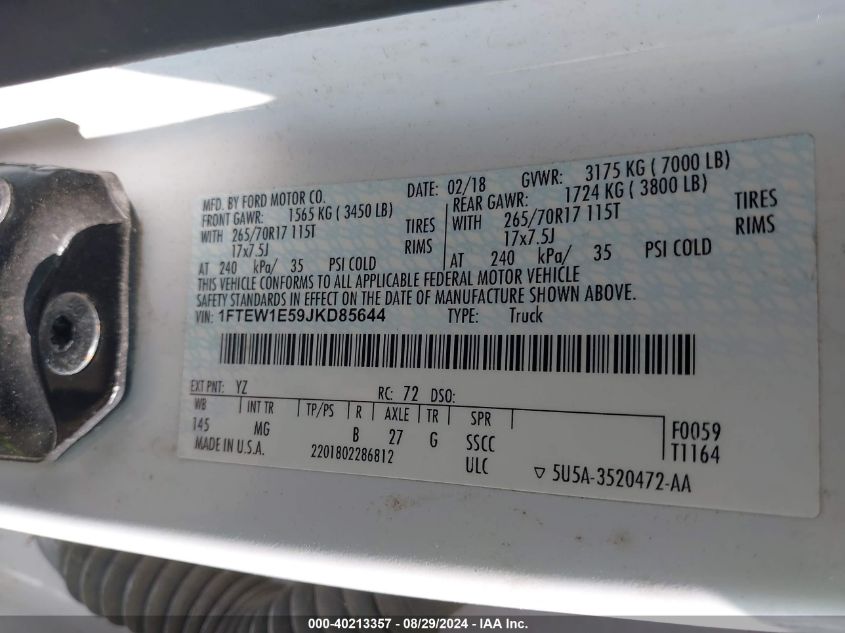 MFD. BY FORD MOTOR CO. DATE: 02/18 GVWR: 3175 KG ( 7000 LB)
FRONT GAWR: 1565 KG ( 3450 LB) REAR GAWR: 1724 KG ( 3800 LB)
WITH 265/70R17 115T TIRES WITH 265/70R17 115T TIRES
17x7.5J RIMS 17x7.5J RIMS
AT 240 kPa/ 35 PSI COLD AT 240 kPa/ 35 PSI COLD
THIS VEHICLE CONFORMS TO ALL APPLICABLE FEDERAL MOTOR VEHICLE
SAFETY STANDARDS IN EFFECT ON THE DATE OF MANUFACTURE SHOWN ABOVE.
VIN: 1FTEW1E59JKD85644 TYPE: Truck
EXT PNT: YZ RC: 72 DSO:
WB INT TR TP/PS R AXLE TR SPR
145 MG B 27 G SSCC F0059
MADE IN U.S.A. 2201802286812 ULC T1164
▽ 5U5A-3520472-AA
000-40213357 - 08/29/2024 - IAAI, Inc.